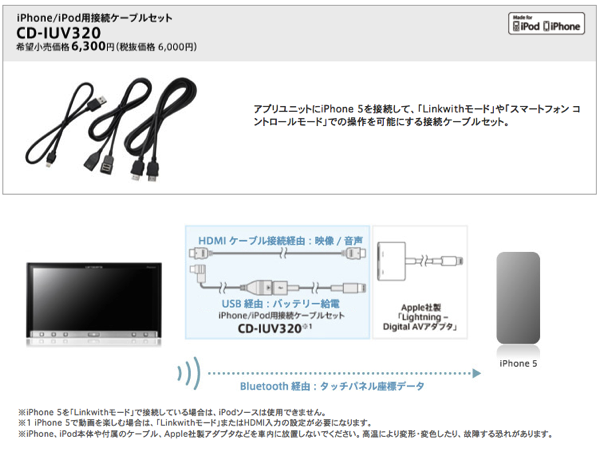 iPhone/iPod用接続ケーブルセット
CD-IUV320
希望小売価格6,300円(税抜価格 6,000円)
Made for
iPod iPhone
アプリユニットにiPhone 5を接続して、「Linkwithモード」や「スマートフォン コ
ントロールモード」での操作を可能にする接続ケーブルセット。
HDMI ケーブル接続経由：映像 / 音声
USB 経由：バッテリー給電
iPhone/iPod用接続ケーブルセット
CD-IUV320※1
Apple社製
「Lightning –
Digital AVアダプタ」
iPhone 5
Bluetooth 経由：タッチパネル座標データ
※iPhone 5を「Linkwithモード」で接続している場合は、iPodソースは使用できません。
※1 iPhone 5で動画を楽しむ場合は、「Linkwithモード」またはHDMI入力の設定が必要になります。
※iPhone、iPod本体や付属のケーブル、Apple社製アダプタなどを車内に放置しないでください。高温により変形・変色したり、故障する恐れがあります。